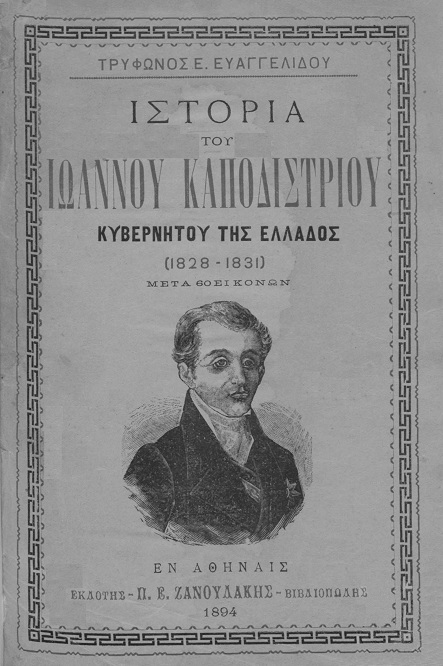 ΤΡΥΦΩΝΟΣ Ε. ΕΥΑΓΓΕΛΙΔΟΥ
ΙΣΤΟΡΙΑ
ΤΟΥ
ΙΩΑΝΝΟΥ ΚΑΠΟΔΙΣΤΡΙΟΥ
ΚΥΒΕΡΝΗΤΟΥ ΤΗΣ ΕΛΛΑΔΟΣ
(1828 - 1831)
ΜΕΤΑ 60 ΕΙΚΟΝΩΝ
ΕΝ ΑΘΗΝΑΙΣ
ΕΚΔΟΤΗΣ - Π. Ε. ΖΑΝΟΥΔΑΚΗΣ - ΒΙΒΛΙΟΠΩΛΗΣ
1894